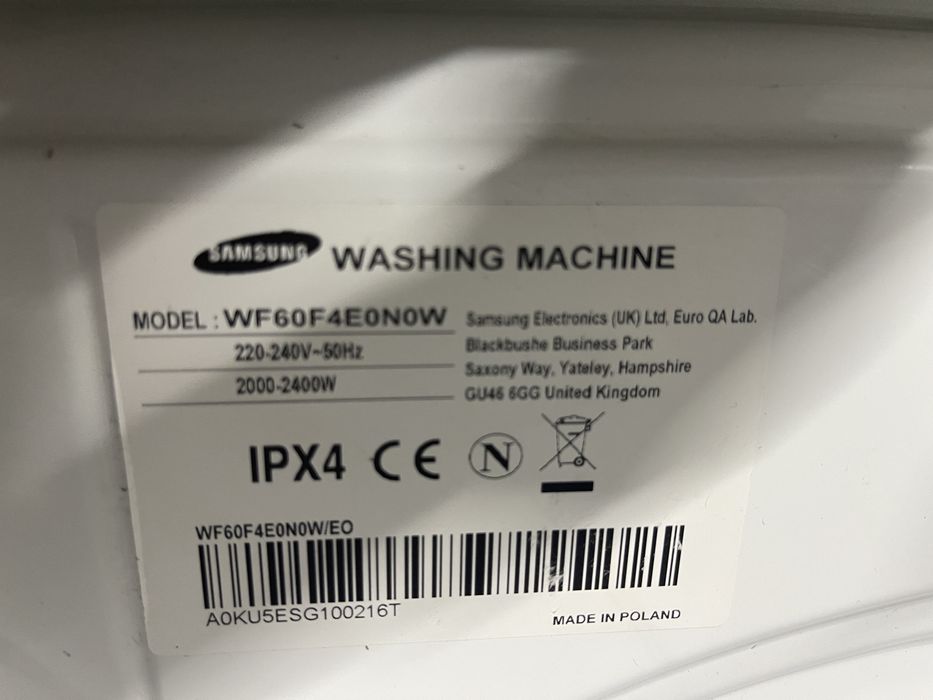 SAMSUNG WASHING MACHINE
MODEL : WF60F4E0N0W
220-240V~50Hz
2000-2400W
Samsung Electronics (UK) Ltd, Euro QA Lab.
Blackbushe Business Park
Saxony Way, Yateley, Hampshire
GU46 6GG United Kingdom
IPX4 CE N
WF60F4E0N0W/EO
A0KU5ESG100216T
MADE IN POLAND